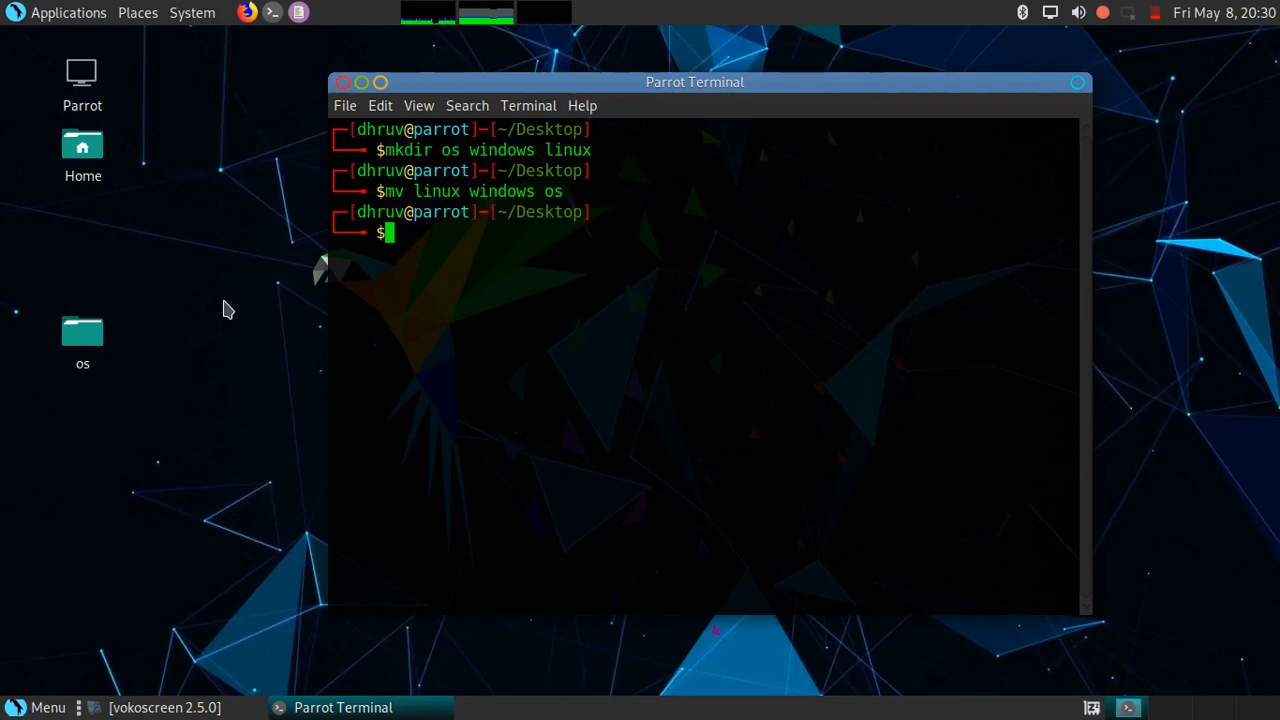 Applications Places System Fri May 8, 20:30
Parrot
Home
os
Parrot Terminal
File Edit View Search Terminal Help
┌─[dhruv@parrot]─[~/Desktop]
└──╼ $mkdir os windows linux
┌─[dhruv@parrot]─[~/Desktop]
└──╼ $mv linux windows os
┌─[dhruv@parrot]─[~/Desktop]
└──╼ $
Menu [vokoscreen 2.5.0] Parrot Terminal